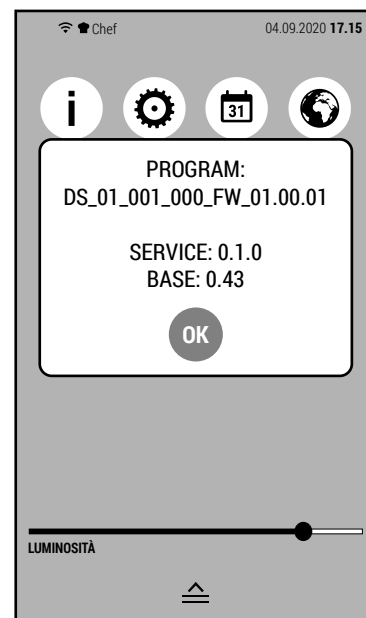 Chef 04.09.2020 17.15
i 31
PROGRAM:
DS_01_001_000_FW_01.00.01
SERVICE: 0.1.0
BASE: 0.43
OK
LUMINOSITÀ